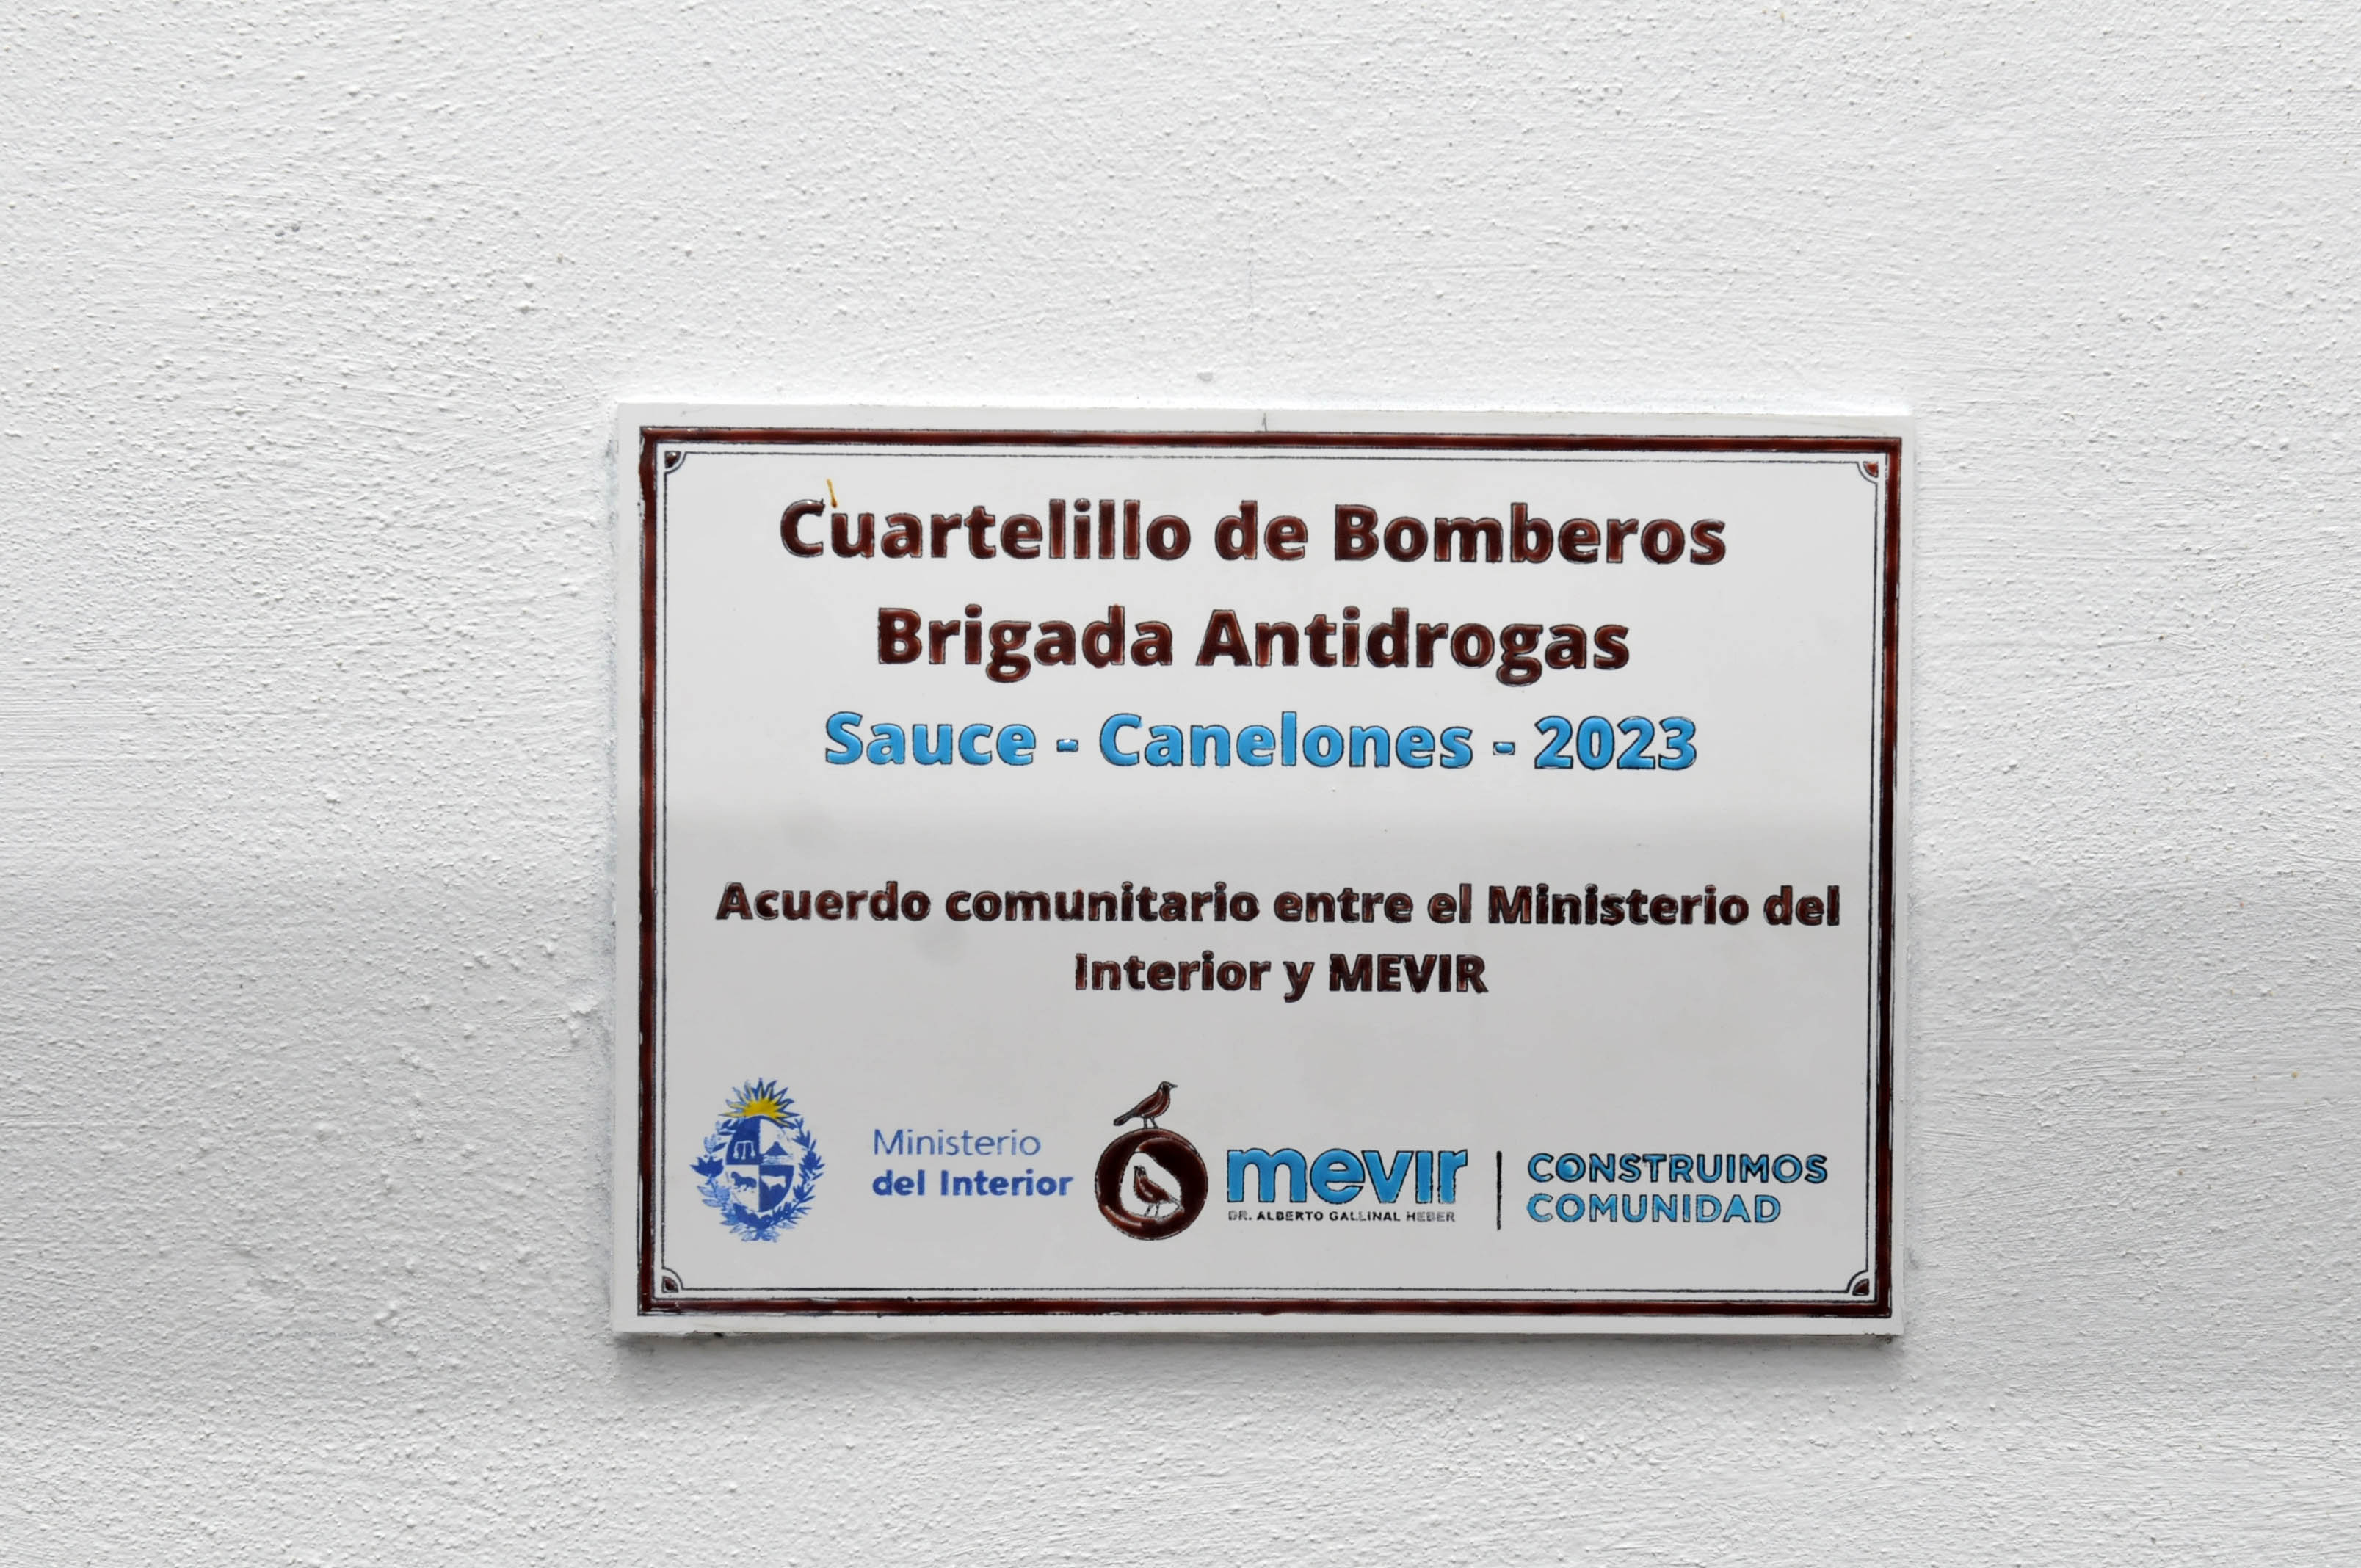 Cuartelillo de Bomberos
Brigada Antidrogas
Sauce - Canelones - 2023
Acuerdo comunitario entre el Ministerio del
Interior y MEVIR
Ministerio
del Interior
mevir
DR. ALBERTO GALLINAL HEBER
CONSTRUIMOS
COMUNIDAD